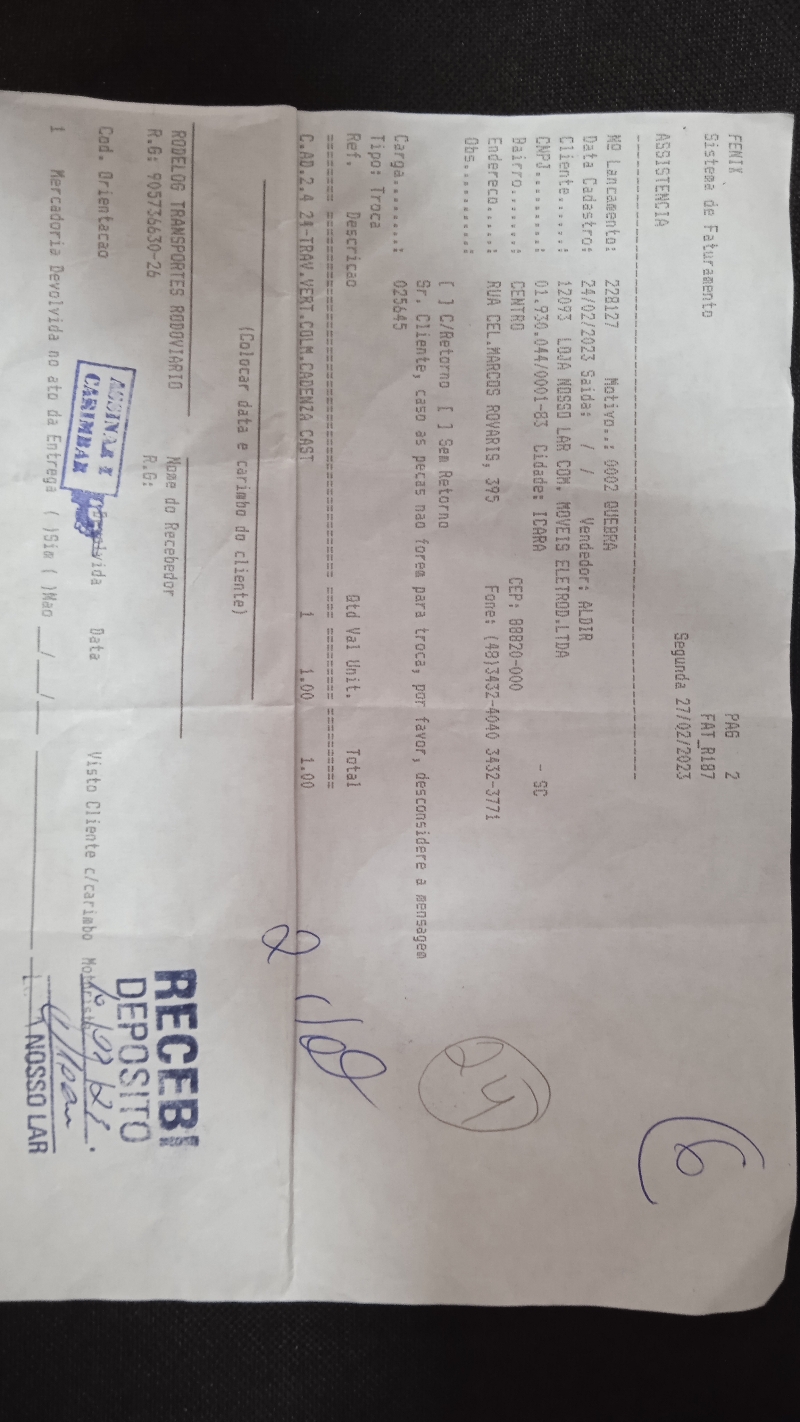 FENIX PAG 2
Sistema de Faturamento FAT_R187
Segunda 27/02/2023
ASSISTENCIA
------------------------------------------------------------
No Lancamento: 228127 Motivo..: 0002 QUEBRA
Data Cadastro: 24/02/2023 Saida: / / Vendedor: ALDIR
Cliente......: 12093 LOJA NOSSO LAR COM. MOVEIS ELETROD.LTDA
CNPJ.........: 01.930.044/0001-83 Cidade: ICARA - SC
Bairro.......: CENTRO CEP: 88820-000
Endereco.....: RUA CEL.MARCOS ROVARIS, 395 Fone: (48)3432-4040 3432-3771
Obs..........:
[ ] C/Retorno [ ] Sem Retorno
Sr. Cliente, caso as pecas nao forem para troca, por favor, desconsidere a mensagem
Carga........: 025645
Tipo: Troca
Ref. Descricao Qtd Val Unit. Total
C.AD.2.4 24-TRAV.VERT.COLM.CADENZA CAST 1 1.00 1.00
(Colocar data e carimbo do cliente)
RODELOG TRANSPORTES RODOVIARIO Nome do Recebedor
R.G: 905736630-26 R.G:
Cod. Orientacao Data Visto Cliente c/carimbo Motorista
1 Mercadoria Devolvida no ato da Entrega ( )Sim ( )Nao __/__/__
ASSINAR E
CARIMBAR
RECEBI
DEPOSITO
NOSSO LAR
24
6
2